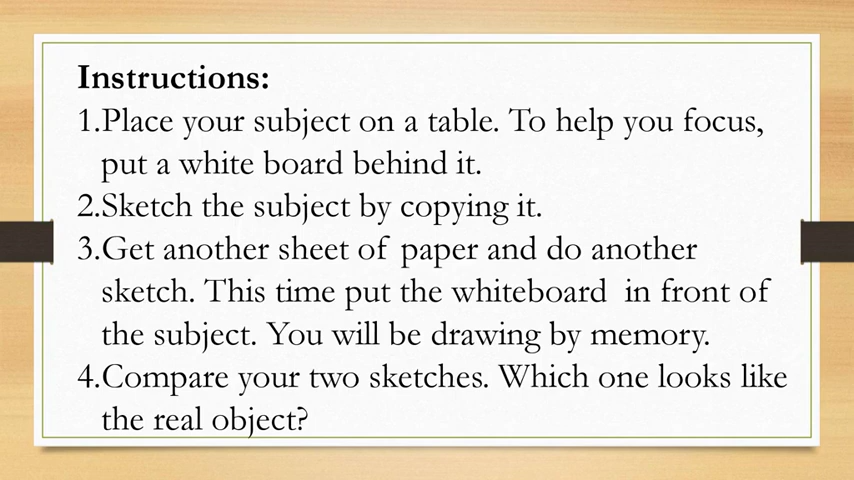 Instructions:
1.Place your subject on a table. To help you focus,
put a white board behind it.
2.Sketch the subject by copying it.
3.Get another sheet of paper and do another
sketch. This time put the whiteboard  in front of
the subject. You will be drawing by memory.
4.Compare your two sketches. Which one looks like
the real object?